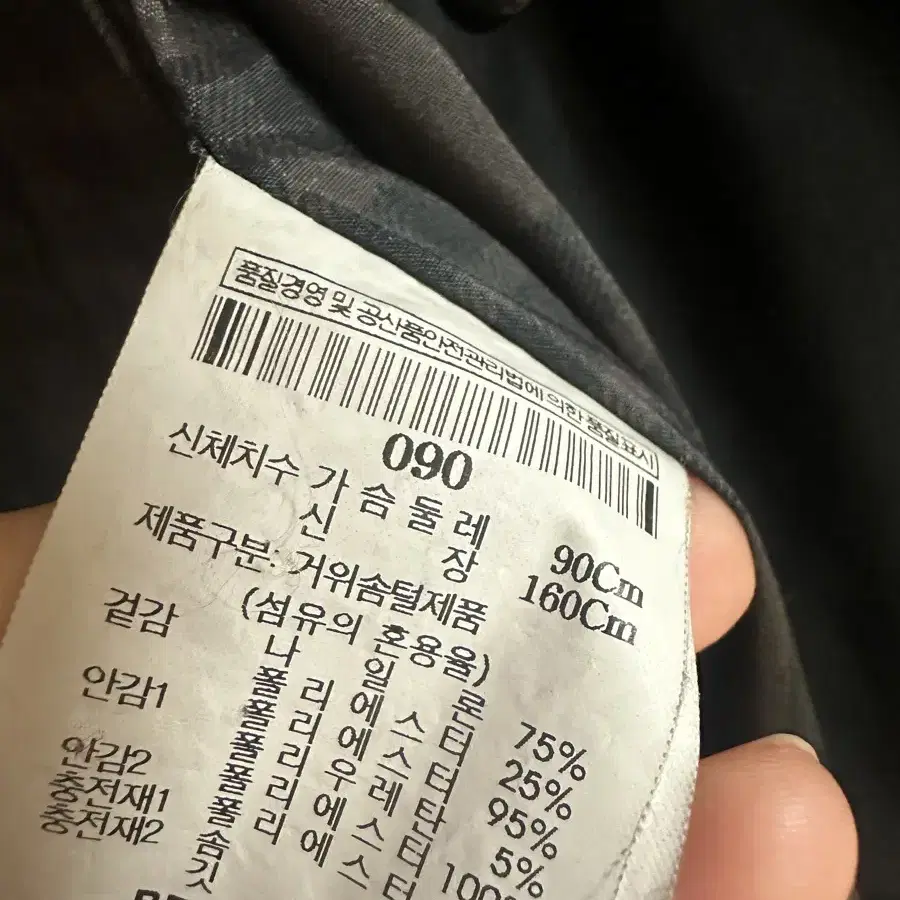 품질경영 및 공산품안전관리법에 의한 품질표시
090
신체치수 가슴둘레 90Cm
신장 160Cm
제품구분: 거위솜털제품
(섬유의 혼용율)
겉감 나일론 75%
폴리에스터 25%
안감1 폴리에스터 95%
폴리우레탄 5%
안감2 폴리에스터 100%
충전재1 폴리에스터
충전재2 솜
깃